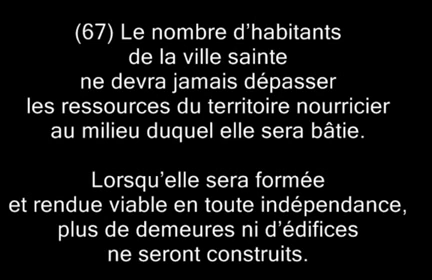 (67) Le nombre d’habitants
de la ville sainte
ne devra jamais dépasser
les ressources du territoire nourricier
au milieu duquel elle sera bâtie.
Lorsqu’elle sera formée
et rendue viable en toute indépendance,
plus de demeures ni d’édifices
ne seront construits.